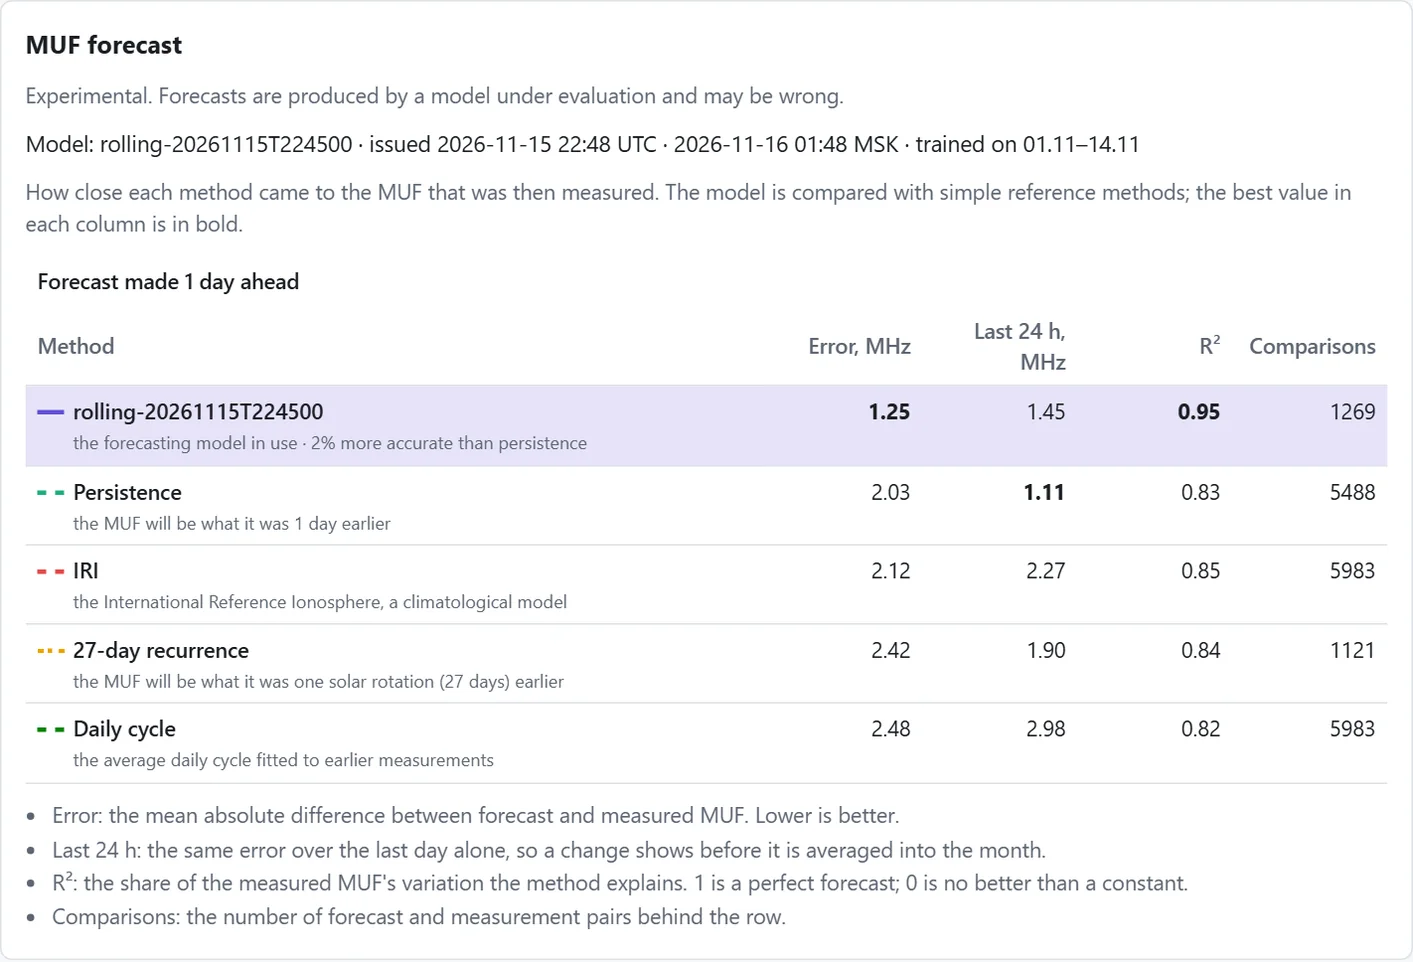 MUF forecast
Experimental. Forecasts are produced by a model under evaluation and may be wrong.
Model: rolling-20261115T224500 · issued 2026-11-15 22:48 UTC · 2026-11-16 01:48 MSK · trained on 01.11–14.11
How close each method came to the MUF that was then measured. The model is compared with simple reference methods; the best value in
each column is in bold.
Forecast made 1 day ahead
Method Error, MHz Last 24 h, MHz R² Comparisons
rolling-20261115T224500 1.25 1.45 0.95 1269
the forecasting model in use · 2% more accurate than persistence
Persistence 2.03 1.11 0.83 5488
the MUF will be what it was 1 day earlier
IRI 2.12 2.27 0.85 5983
the International Reference Ionosphere, a climatological model
27-day recurrence 2.42 1.90 0.84 1121
the MUF will be what it was one solar rotation (27 days) earlier
Daily cycle 2.48 2.98 0.82 5983
the average daily cycle fitted to earlier measurements
• Error: the mean absolute difference between forecast and measured MUF. Lower is better.
• Last 24 h: the same error over the last day alone, so a change shows before it is averaged into the month.
• R²: the share of the measured MUF's variation the method explains. 1 is a perfect forecast; 0 is no better than a constant.
• Comparisons: the number of forecast and measurement pairs behind the row.